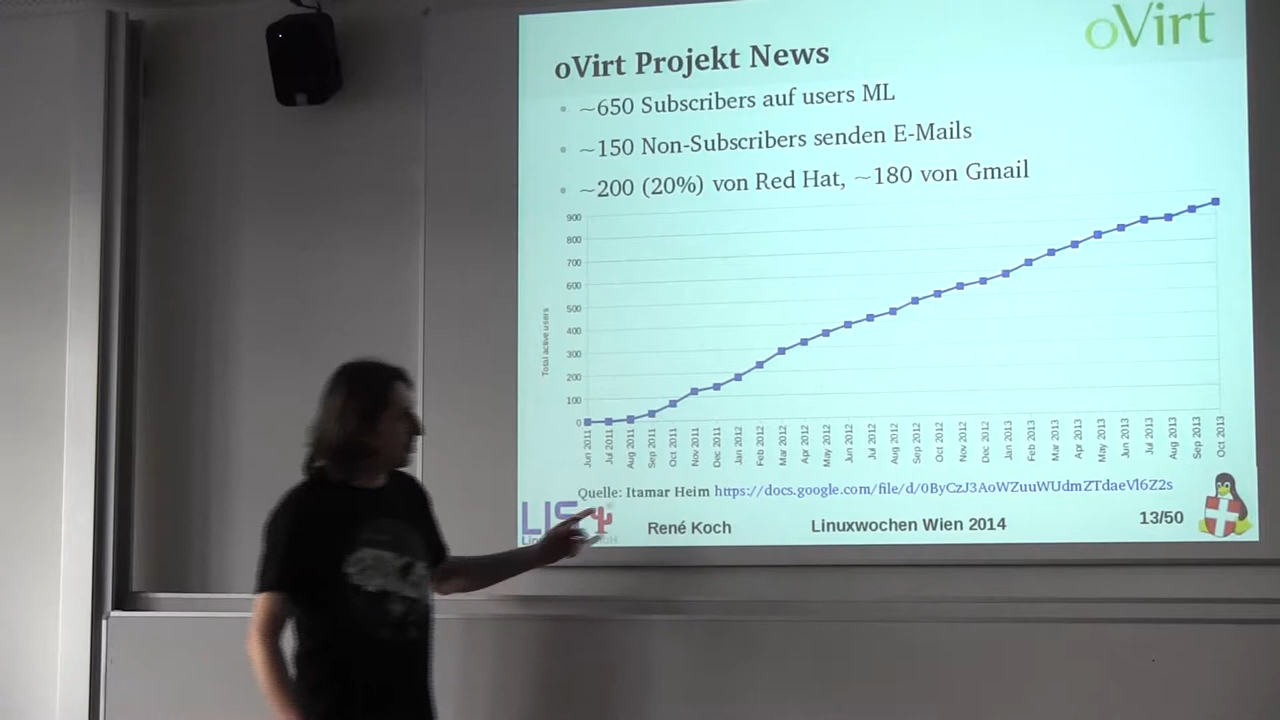 oVirt
oVirt Projekt News
~650 Subscribers auf users ML
~150 Non-Subscribers senden E-Mails
~200 (20%) von Red Hat, ~180 von Gmail
900
800
700
600
500
400
300
200
100
0
Total active users
Jun 2011
Jul 2011
Aug 2011
Sep 2011
Oct 2011
Nov 2011
Dec 2011
Jan 2012
Feb 2012
Mar 2012
Apr 2012
May 2012
Jun 2012
Jul 2012
Aug 2012
Sep 2012
Oct 2012
Nov 2012
Dec 2012
Jan 2013
Feb 2013
Mar 2013
Apr 2013
May 2013
Jun 2013
Jul 2013
Aug 2013
Sep 2013
Oct 2013
Quelle: Itamar Heim https://docs.google.com/file/d/0ByCzJ3AoWZuuWUdmZTdaeVl6Z2s
LIS
René Koch
Linuxwochen Wien 2014
13/50